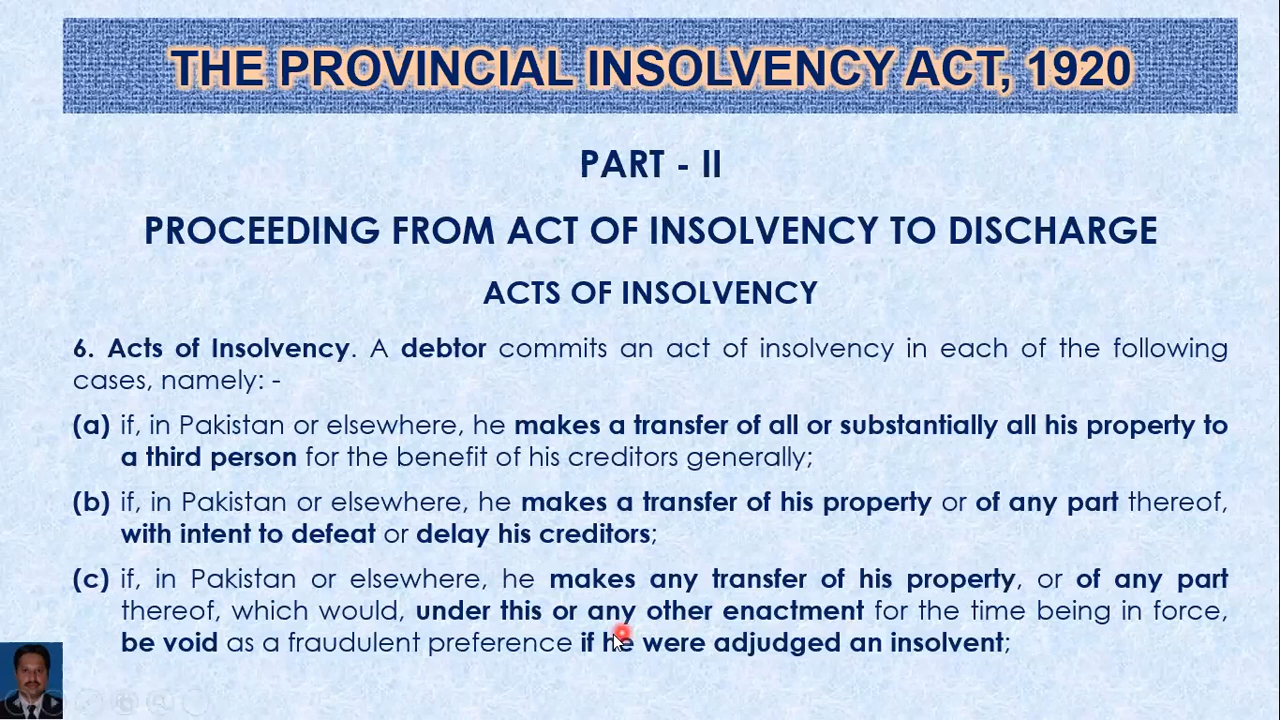 THE PROVINCIAL INSOLVENCY ACT, 1920
PART - II
PROCEEDING FROM ACT OF INSOLVENCY TO DISCHARGE
ACTS OF INSOLVENCY
6. Acts of Insolvency. A debtor commits an act of insolvency in each of the following
cases, namely: -
(a) if, in Pakistan or elsewhere, he makes a transfer of all or substantially all his property to
a third person for the benefit of his creditors generally;
(b) if, in Pakistan or elsewhere, he makes a transfer of his property or of any part thereof,
with intent to defeat or delay his creditors;
(c) if, in Pakistan or elsewhere, he makes any transfer of his property, or of any part
thereof, which would, under this or any other enactment for the time being in force,
be void as a fraudulent preference if he were adjudged an insolvent;